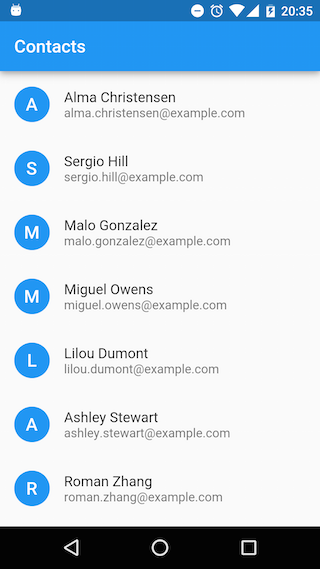 20:35
Contacts
A
Alma Christensen
alma.christensen@example.com
S
Sergio Hill
sergio.hill@example.com
M
Malo Gonzalez
malo.gonzalez@example.com
M
Miguel Owens
miguel.owens@example.com
L
Lilou Dumont
lilou.dumont@example.com
A
Ashley Stewart
ashley.stewart@example.com
R
Roman Zhang
roman.zhang@example.com